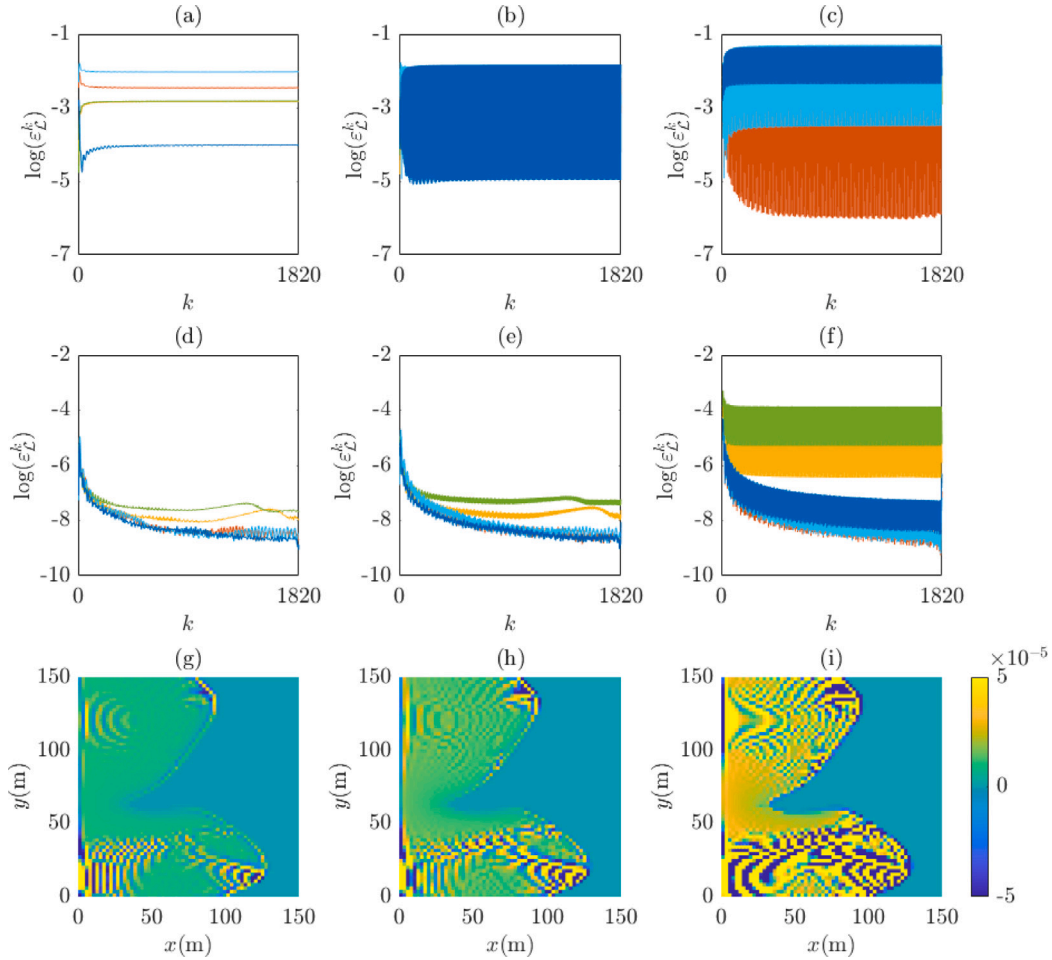 (a) (b) (c)
-1 -1 -1
-3 -3 -3
log(ε^k_ℒ) log(ε^k_ℒ) log(ε^k_ℒ)
-5 -5 -5
-7 -7 -7
0 1820 0 1820 0 1820
k k k
(d) (e) (f)
-2 -2 -2
-4 -4 -4
log(ε^k_ℒ) log(ε^k_ℒ) log(ε^k_ℒ)
-6 -6 -6
-8 -8 -8
-10 -10 -10
0 1820 0 1820 0 1820
k k k
(g) (h) (i) ×10⁻⁵
150 150 150 5
100 100 100
y(m) y(m) y(m) 0
50 50 50
0 0 0 -5
0 50 100 150 0 50 100 150 0 50 100 150
x(m) x(m) x(m)